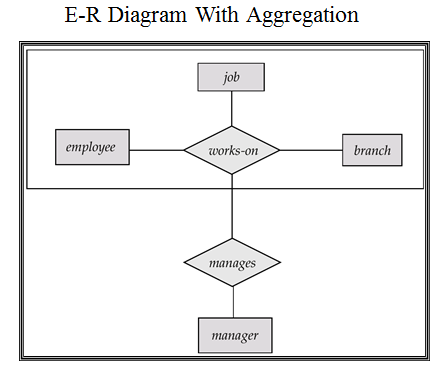 E-R Diagram With Aggregation
job
employee
works-on
branch
manages
manager